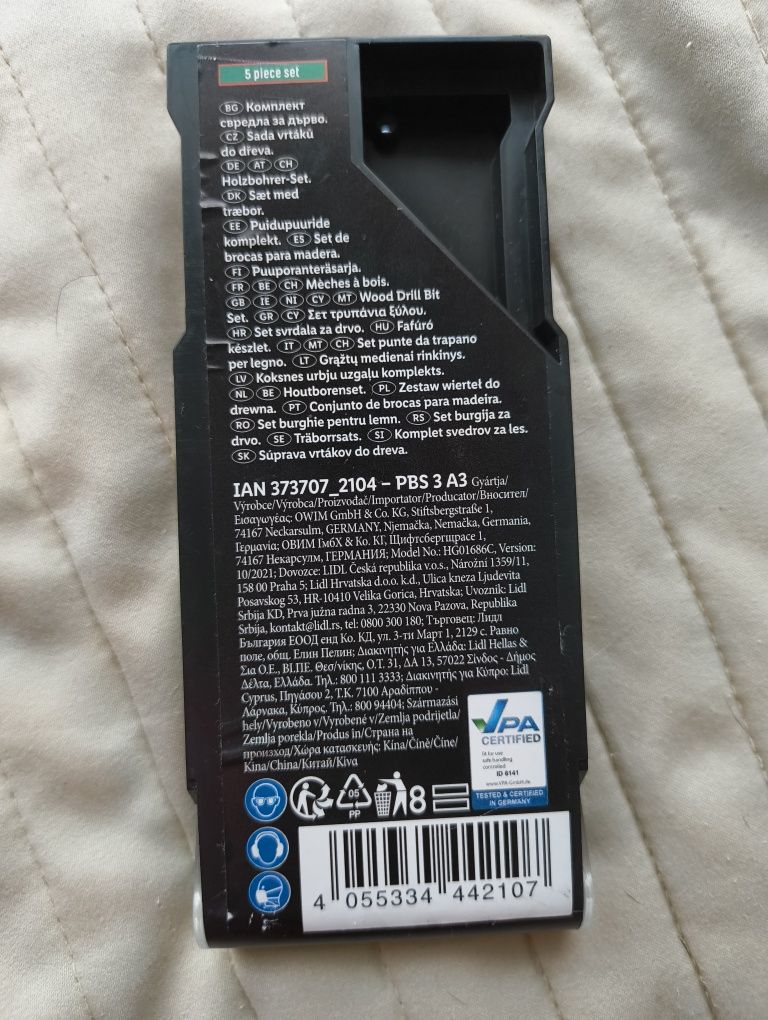 5 piece set
BG Комплект
свредла за дърво.
CZ Sada vrtáků
do dřeva.
DE AT CH
Holzbohrer-Set.
DK Sæt med
træbor.
EE Puidupuuride
komplekt. ES Set de
brocas para madera.
FI Puuporanteräsarja.
FR BE CH Mèches à bois.
GB IE NI CY MT Wood Drill Bit
Set. GR CY Σετ τρυπάνια ξύλου.
HR Set svrdala za drvo. HU Fafúró
készlet. IT MT CH Set punte da trapano
per legno. LT Grąžtų medienai rinkinys.
LV Koksnes urbju uzgaļu komplekts.
NL BE Houtborenset. PL Zestaw wierteł do
drewna. PT Conjunto de brocas para madeira.
RO Set burghie pentru lemn. RS Set burgija za
drvo. SE Träborrsats. SI Komplet svedrov za les.
SK Súprava vrtákov do dreva.
IAN 373707_2104 – PBS 3 A3 Gyártja/
Výrobce/Výrobca/Proizvođač/Importator/Producator/Вносител/
Εισαγωγέας: OWIM GmbH & Co. KG, Stiftsbergstraße 1,
74167 Neckarsulm, GERMANY, Njemačka, Nemačka, Germania,
Германия; ОВИМ ГмбХ & Ко. КГ, Щифтсбергщрасе 1,
74167 Некарсулм, ГЕРМАНИЯ; Model No.: HG01686C, Version:
10/2021; Dovozce: LIDL Česká republika v.o.s., Nárožní 1359/11,
158 00 Praha 5; Lidl Hrvatska d.o.o. k.d., Ulica kneza Ljudevita
Posavskog 53, HR-10410 Velika Gorica, Hrvatska; Uvoznik: Lidl
Srbija KD, Prva južna radna 3, 22330 Nova Pazova, Republika
Srbija, kontakt@lidl.rs, tel: 0800 300 180; Търговец: Лидл
България ЕООД енд Ко. КД, ул. 3-ти Март 1, 2129 с. Равно
поле, общ. Елин Пелин; Διακινητής για Ελλάδα: Lidl Hellas &
Σια Ο.Ε., ΒΙ.ΠΕ. Θεσ/νίκης, Ο.Τ. 31, ΔΑ 13, 57022 Σίνδος - Δήμος
Δέλτα, Ελλάδα. Τηλ.: 800 111 3333; Διακινητής για Κύπρο: Lidl
Cyprus, Πηγάσου 2, Τ.Κ. 7100 Αραδίππου -
Λάρνακα, Κύπρος. Τηλ.: 800 94404; Származási
hely/Vyrobeno v/Vyrobené v/Zemlja podrijetla/
Zemlja porekla/Produs in/Страна на
произход/Χώρα κατασκευής: Kína/Číně/Číne/
Kina/China/Китай/Κίνα
VPA
CERTIFIED
fit for use
safe handling
controlled
ID 6141
www.VPA-GmbH.de
TESTED & CERTIFIED
IN GERMANY
05
PP
8
4 055334 442107